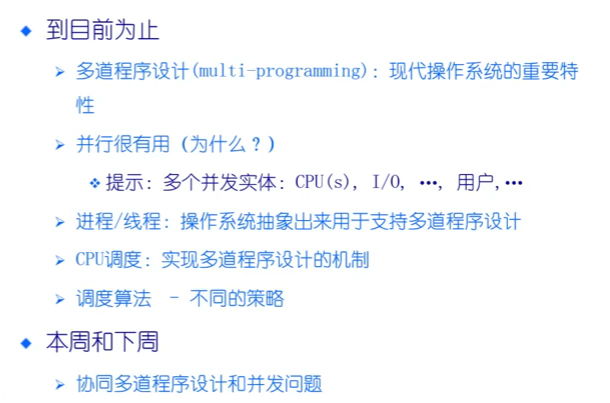 到目前为止
多道程序设计(multi-programming): 现代操作系统的重要特
性
并行很有用（为什么？）
提示: 多个并发实体: CPU(s), I/O, …, 用户,…
进程/线程: 操作系统抽象出来用于支持多道程序设计
CPU调度: 实现多道程序设计的机制
调度算法 - 不同的策略
本周和下周
协同多道程序设计和并发问题